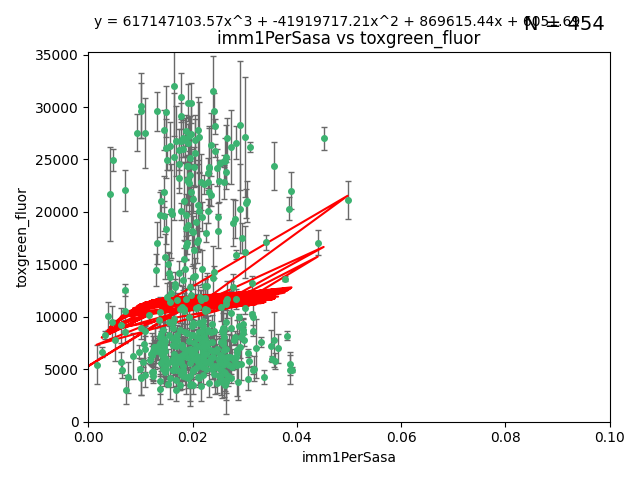 y = 617147103.57x^3 + -41919717.21x^2 + 869615.44x + 6051.69
N = 454
imm1PerSasa vs toxgreen_fluor
35000
30000
25000
20000
15000
10000
5000
0
toxgreen_fluor
0.00 0.02 0.04 0.06 0.08 0.10
imm1PerSasa